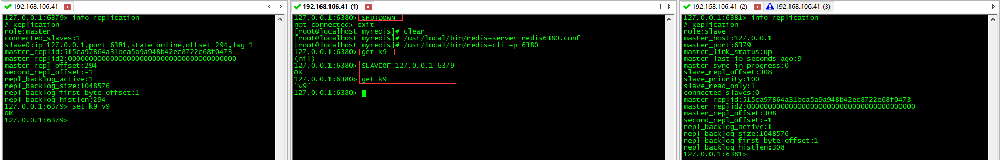 192.168.106.41
127.0.0.1:6379> info replication
# Replication
role:master
connected_slaves:1
slave0:ip=127.0.0.1,port=6381,state=online,offset=294,lag=1
master_replid:515ca97864a31bea5a9a948b42ec8722e68f0473
master_replid2:0000000000000000000000000000000000000000
master_repl_offset:294
second_repl_offset:-1
repl_backlog_active:1
repl_backlog_size:1048576
repl_backlog_first_byte_offset:1
repl_backlog_histlen:294
127.0.0.1:6379> set k9 v9
OK
127.0.0.1:6379>
192.168.106.41 (1)
127.0.0.1:6380> SHUTDOWN
not connected> exit
[root@localhost myredis]# clear
[root@localhost myredis]# /usr/local/bin/redis-server redis6380.conf
[root@localhost myredis]# /usr/local/bin/redis-cli -p 6380
127.0.0.1:6380> get k9
(nil)
127.0.0.1:6380> SLAVEOF 127.0.0.1 6379
OK
127.0.0.1:6380> get k9
"v9"
127.0.0.1:6380>
192.168.106.41 (2)
192.168.106.41 (3)
127.0.0.1:6381> info replication
# Replication
role:slave
master_host:127.0.0.1
master_port:6379
master_link_status:up
master_last_io_seconds_ago:9
master_sync_in_progress:0
slave_repl_offset:308
slave_priority:100
slave_read_only:1
connected_slaves:0
master_replid:515ca97864a31bea5a9a948b42ec8722e68f0473
master_replid2:0000000000000000000000000000000000000000
master_repl_offset:308
second_repl_offset:-1
repl_backlog_active:1
repl_backlog_size:1048576
repl_backlog_first_byte_offset:1
repl_backlog_histlen:308
127.0.0.1:6381>